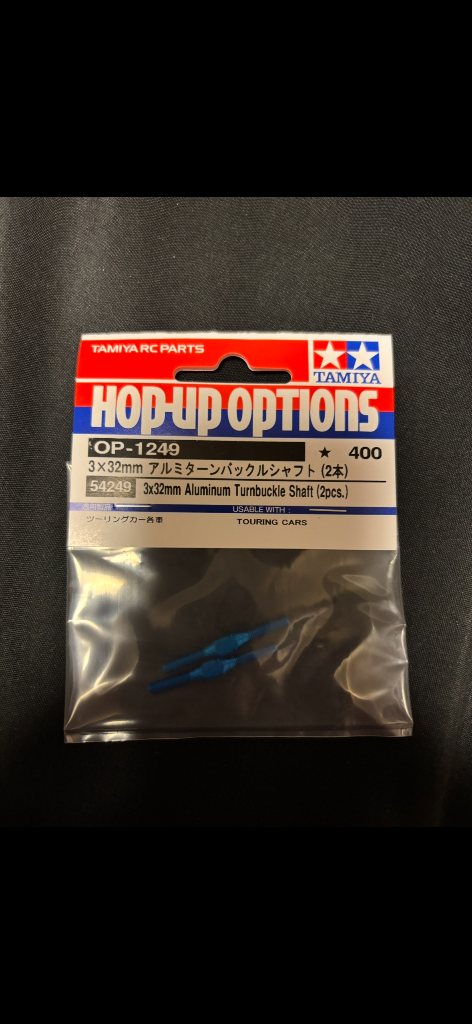 TAMIYA RC PARTS
TAMIYA
HOP-UP OPTIONS
OP-1249
★ 400
3×32mm アルミターンバックルシャフト (2本)
54249 3x32mm Aluminum Turnbuckle Shaft (2pcs.)
USABLE WITH :
ツーリングカー各車 TOURING CARS